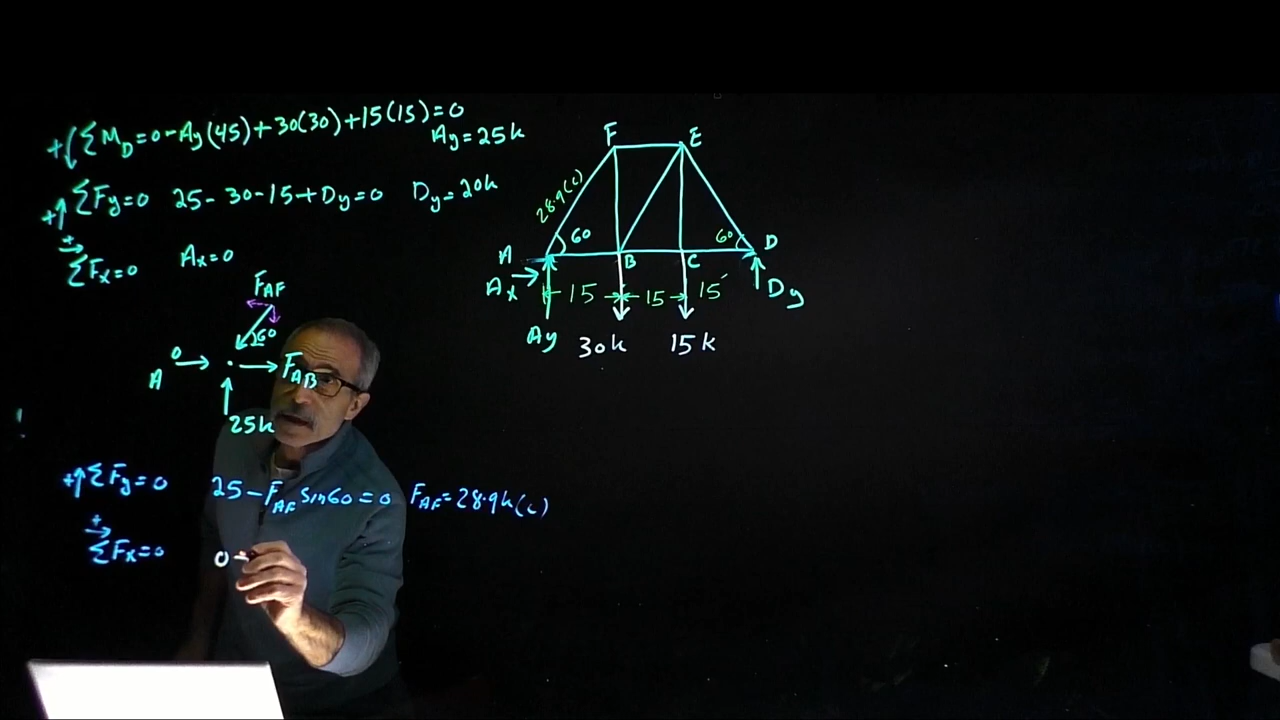 +↓ΣM_D=0 -Ay(45)+30(30)+15(15)=0
Ay=25k
+↑ΣFy=0 25-30-15+Dy=0 Dy=20k
+→ΣFx=0 Ax=0
F E
28.9(c)
60 60
A B C D
Ax 15 15 15' Dy
Ay 30k 15k
F_AF
60
0
A F_AB
25k
+↑ΣFy=0 25-F_AF Sin60=0 F_AF=28.9k(c)
+→ΣFx=0 0-